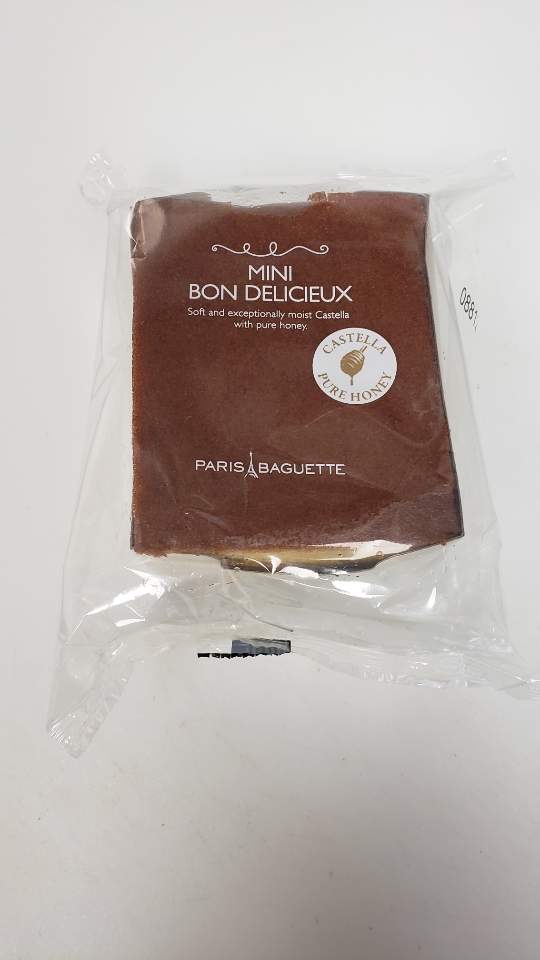 MINI
BON DELICIEUX
Soft and exceptionally moist Castella
with pure honey.
CASTELLA
PURE HONEY
PARIS BAGUETTE